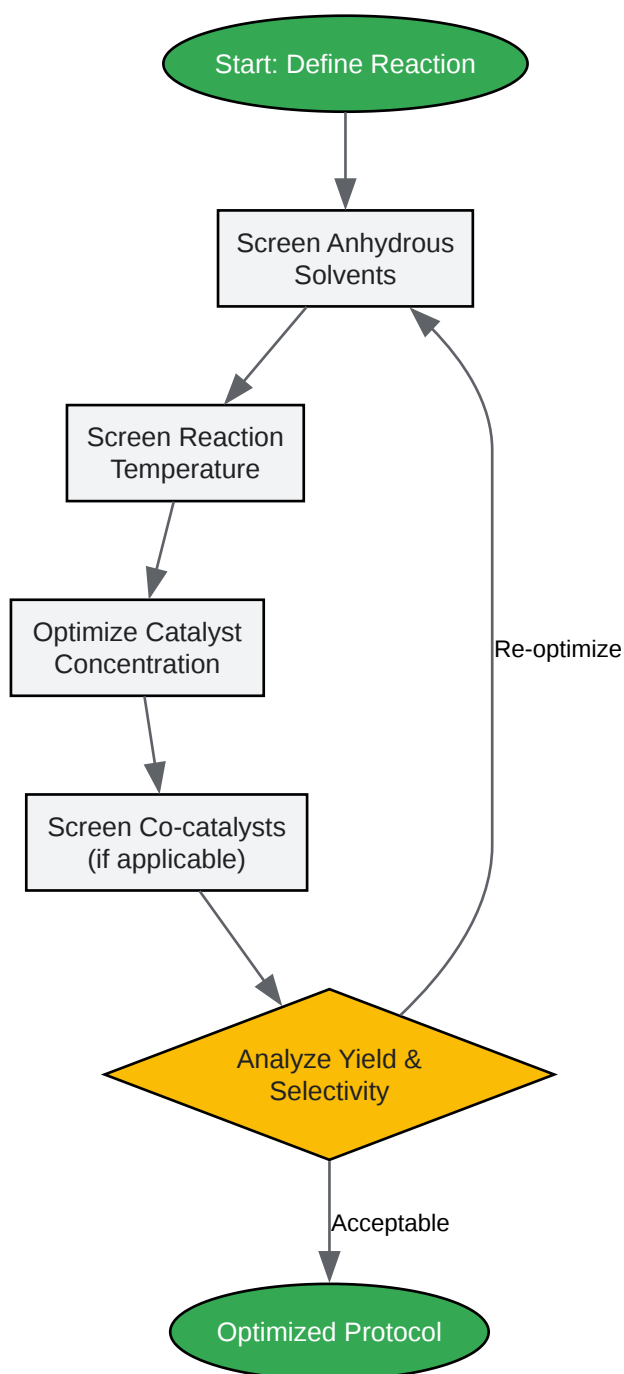 Start: Define Reaction
Screen Anhydrous
Solvents
Screen Reaction
Temperature
Optimize Catalyst
Concentration
Re-optimize
Screen Co-catalysts
(if applicable)
Analyze Yield &
Selectivity
Acceptable
Optimized Protocol